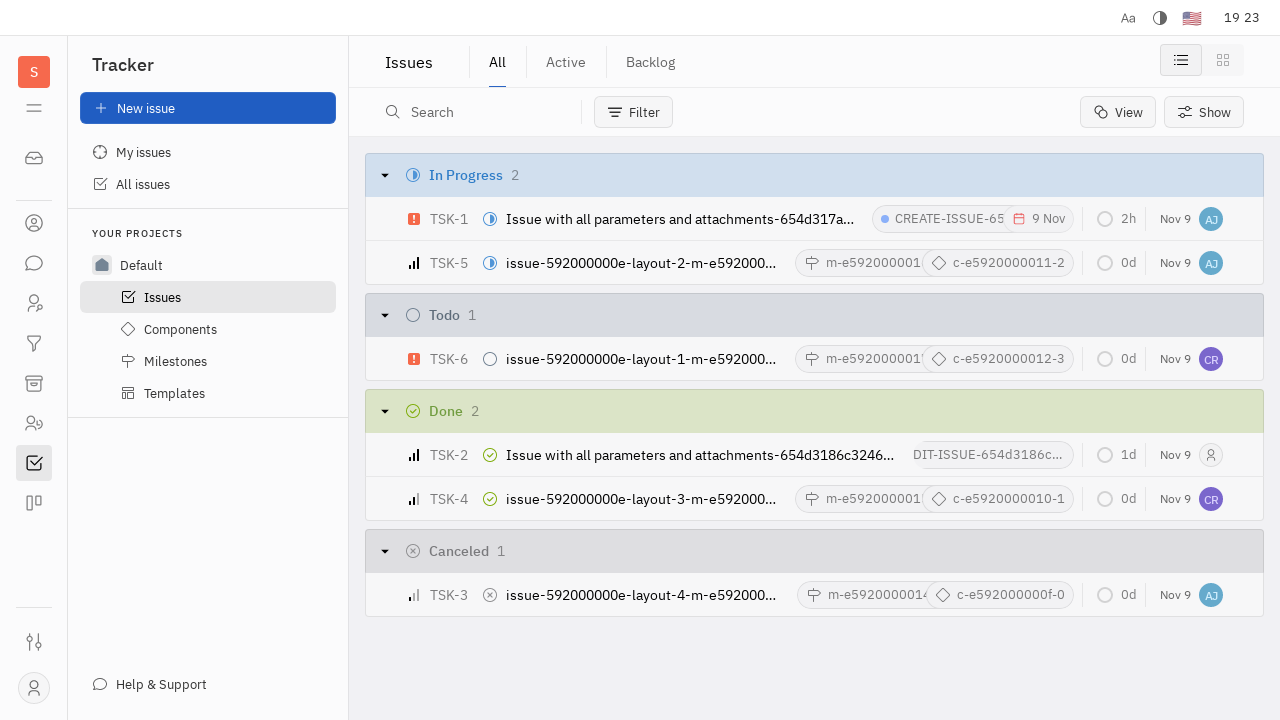 Aa 19 23
S
Tracker
New issue
My issues
All issues
YOUR PROJECTS
Default
Issues
Components
Milestones
Templates
Help & Support
Issues All Active Backlog
Search Filter View Show
In Progress 2
TSK-1 Issue with all parameters and attachments-654d317a... CREATE-ISSUE-65 9 Nov 2h Nov 9 AJ
TSK-5 issue-592000000e-layout-2-m-e592000... m-e592000001 c-e5920000011-2 0d Nov 9 AJ
Todo 1
TSK-6 issue-592000000e-layout-1-m-e592000... m-e592000001 c-e5920000012-3 0d Nov 9 CR
Done 2
TSK-2 Issue with all parameters and attachments-654d3186c3246... DIT-ISSUE-654d3186c... 1d Nov 9
TSK-4 issue-592000000e-layout-3-m-e592000... m-e592000001 c-e5920000010-1 0d Nov 9 CR
Canceled 1
TSK-3 issue-592000000e-layout-4-m-e592000... m-e5920000014 c-e592000000f-0 0d Nov 9 AJ